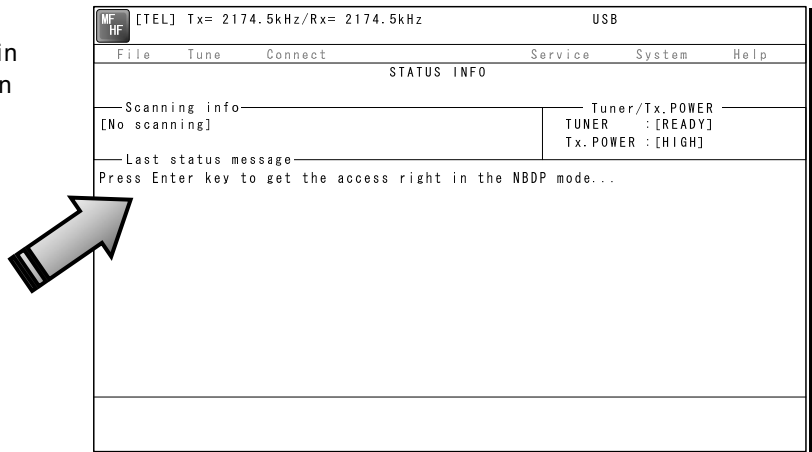 in
n
MF HF [TEL] Tx= 2174.5kHz/Rx= 2174.5kHz USB
File Tune Connect Service System Help
STATUS INFO
Scanning info Tuner/Tx.POWER
[No scanning] TUNER :[READY]
Tx.POWER :[HIGH]
Last status message
Press Enter key to get the access right in the NBDP mode...